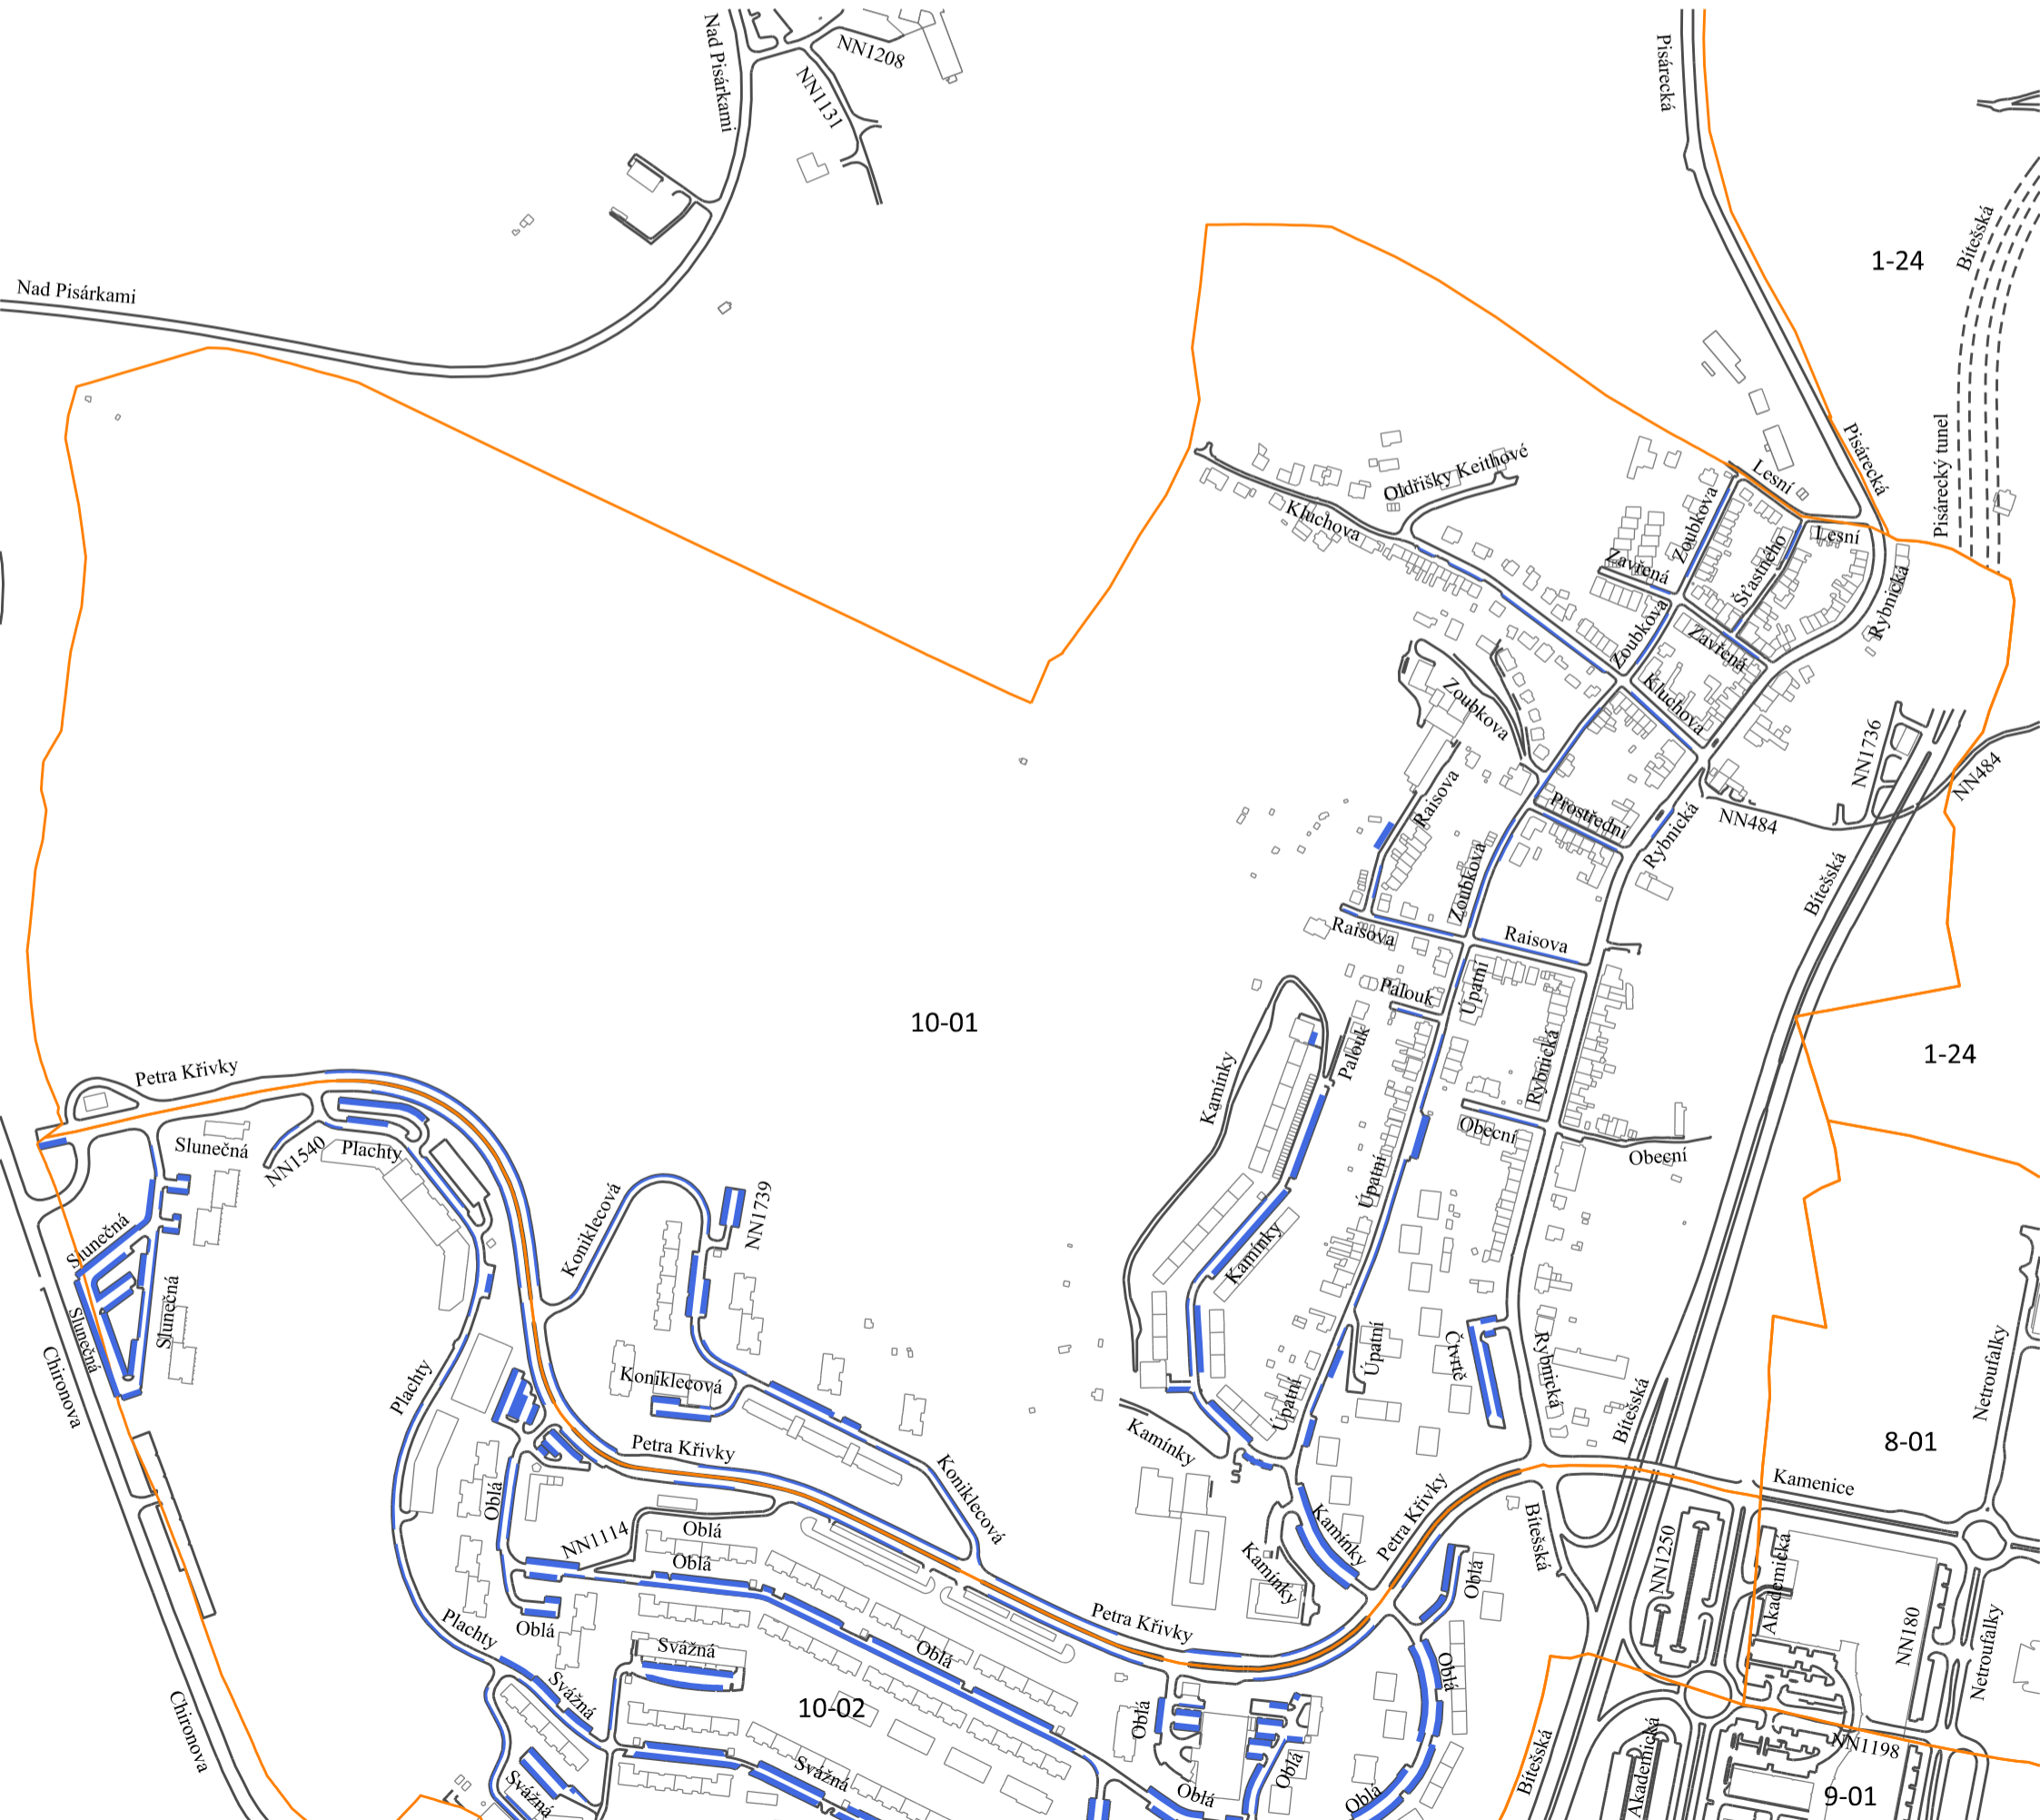 Nad Pisárkami
NN1208
NN1131
Pisárecká
Bítešská
1-24
Nad Pisárkami
Pisárecký tunel
Pisárecká
Lesní
Lesní
Oldřišky Keithové
Kluchova
Zoubkova
Zavřená
Šťastného
Rybnická
Zoubkova
Zavřená
Kluchova
Zoubkova
NN1736
NN484
NN484
Raisova
Prostřední
Rybnická
Bítešská
Zoubkova
Raisova
Raisova
Palouk
Úpatní
10-01
1-24
Petra Křivky
Kamínky
Palouk
Rybnická
Obecní
Obecní
Slunečná
NN1540
Plachty
Úpatní
Koniklecová
NN1739
Slunečná
Kamínky
Slunečná
Slunečná
Chironova
Plachty
Koniklecová
Úpatní
Čtvrtě
Rybnická
Netroufalky
Úpatní
Bítešská
8-01
Kamínky
Petra Křivky
Koniklecová
Kamenice
Oblá
NN1114
Oblá
Oblá
Kamínky
Petra Křivky
Bítešská
NN1250
Akademická
Kamínky
Oblá
Petra Křivky
Plachty
Oblá
Svážná
Oblá
Oblá
NN180
Netroufalky
Svážná
10-02
Oblá
Chironova
Svážná
Svážná
Oblá
Oblá
Oblá
Bítešská
Akademická
NN1198
9-01